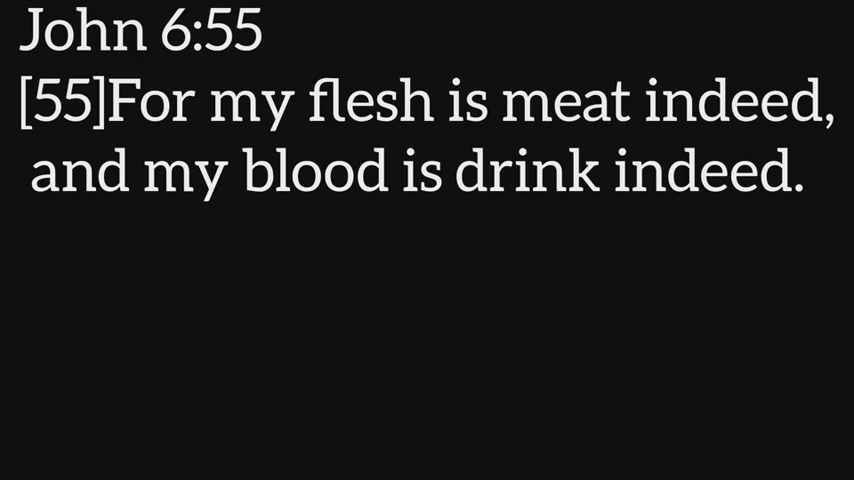 John 6:55
[55]For my flesh is meat indeed,
and my blood is drink indeed.